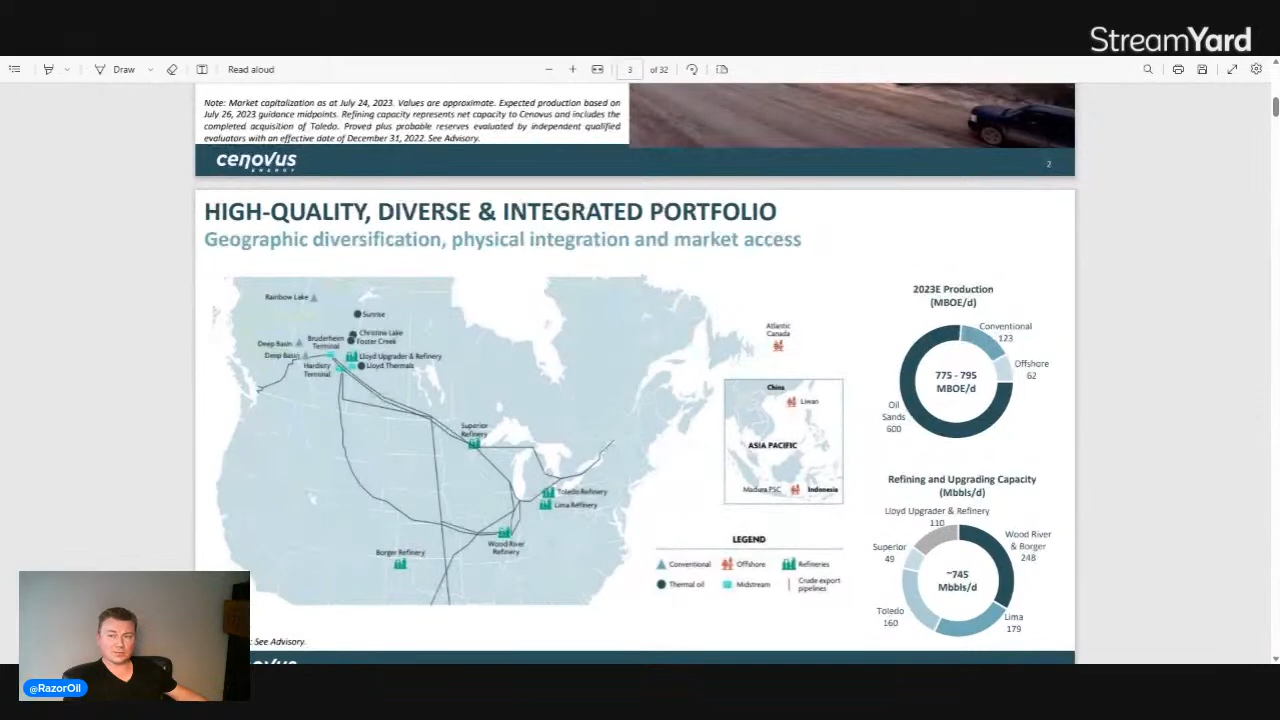 StreamYard
Draw
Read aloud
3
of 32
Note: Market capitalization as at July 24, 2023. Values are approximate. Expected production based on
July 26, 2023 guidance midpoints. Refining capacity represents net capacity to Cenovus and includes the
completed acquisition of Toledo. Proved plus probable reserves evaluated by independent qualified
evaluators with an effective date of December 31, 2022. See Advisory.
cenovus
ENERGY
2
HIGH-QUALITY, DIVERSE & INTEGRATED PORTFOLIO
Geographic diversification, physical integration and market access
Rainbow Lake
Sunrise
Christina Lake
Foster Creek
Bruderheim
Terminal
Deep Basin
Deep Basin
Lloyd Upgrader & Refinery
Lloyd Thermals
Hardisty
Terminal
Superior
Refinery
Toledo Refinery
Lima Refinery
Wood River
Refinery
Borger Refinery
Atlantic
Canada
China
Liwan
ASIA PACIFIC
Madura PSC
Indonesia
LEGEND
Conventional
Offshore
Refineries
Thermal oil
Midstream
Crude export
pipelines
2023E Production
(MBOE/d)
Conventional
123
Offshore
62
775 - 795
MBOE/d
Oil
Sands
600
Refining and Upgrading Capacity
(Mbbls/d)
Lloyd Upgrader & Refinery
110
Wood River
& Borger
248
Superior
49
~745
Mbbls/d
Toledo
160
Lima
179
: See Advisory.
cenovus
@RazorOil